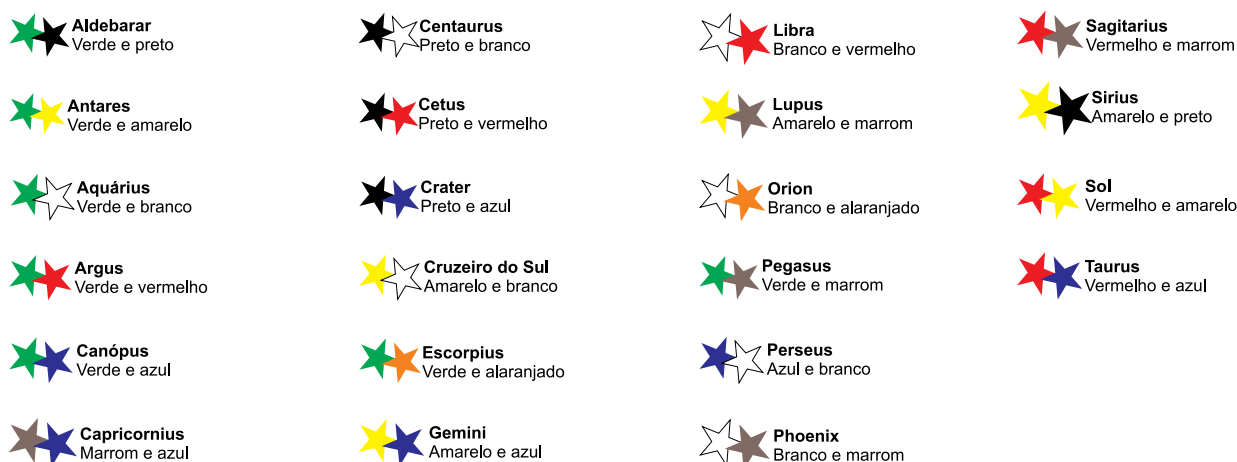 Aldebarar
Verde e preto
Antares
Verde e amarelo
Aquárius
Verde e branco
Argus
Verde e vermelho
Canópus
Verde e azul
Capricornius
Marrom e azul
Centaurus
Preto e branco
Cetus
Preto e vermelho
Crater
Preto e azul
Cruzeiro do Sul
Amarelo e branco
Escorpius
Verde e alaranjado
Gemini
Amarelo e azul
Libra
Branco e vermelho
Lupus
Amarelo e marrom
Orion
Branco e alaranjado
Pegasus
Verde e marrom
Perseus
Azul e branco
Phoenix
Branco e marrom
Sagitarius
Vermelho e marrom
Sirius
Amarelo e preto
Sol
Vermelho e amarelo
Taurus
Vermelho e azul